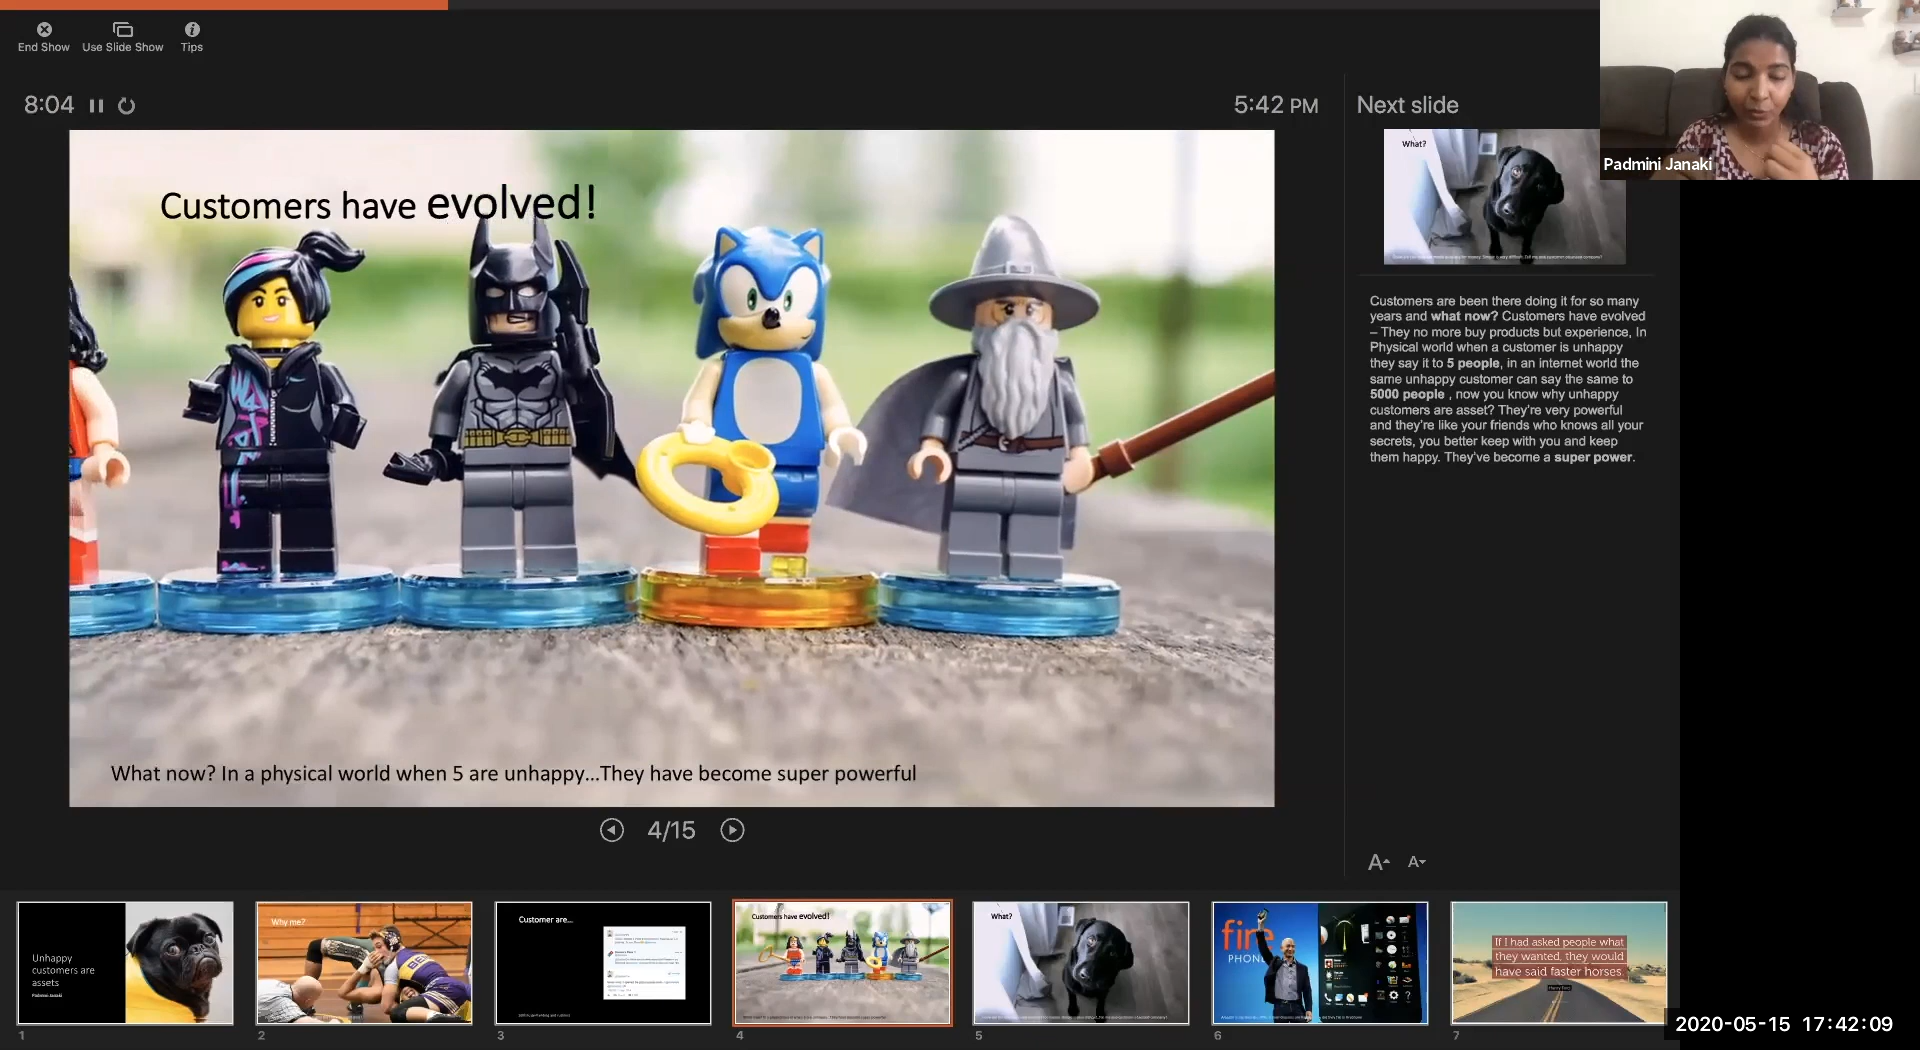 End Show
Use Slide Show
Tips
8:04
5:42 PM
Next slide
Padmini Janaki
Customers have evolved!
What now? In a physical world when 5 are unhappy...They have become super powerful
4/15
What?
Customers are been there doing it for so many
years and what now? Customers have evolved
– They no more buy products but experience, In
Physical world when a customer is unhappy
they say it to 5 people, in an internet world the
same unhappy customer can say the same to
5000 people , now you know why unhappy
customers are asset? They're very powerful
and they're like your friends who knows all your
secrets, you better keep with you and keep
them happy. They've become a super power.
A
A
Unhappy
customers are
assets
Padmini Janaki
1
Why me?
2
Customer are...
3
Customers have evolved!
4
What?
5
fire
PHONE
6
If I had asked people what
they wanted, they would
have said faster horses.
Henry Ford
7
2020-05-15 17:42:09